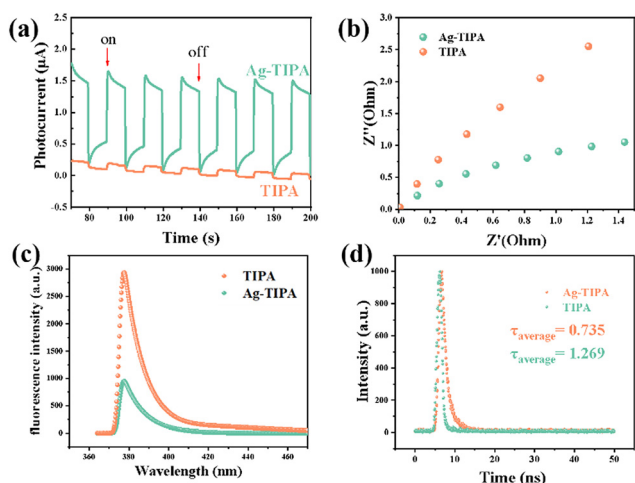 (a)
on
off
Ag-TIPA
TIPA
Photocurrent (μA)
2.5
2.0
1.5
1.0
0.5
0.0
-0.5
80 100 120 140 160 180 200
Time (s)
(b)
Ag-TIPA
TIPA
Z''(Ohm)
3.0
2.5
2.0
1.5
1.0
0.5
0.0
0.0 0.2 0.4 0.6 0.8 1.0 1.2 1.4
Z'(Ohm)
(c)
TIPA
Ag-TIPA
fluorescence intensity (a.u.)
3000
2500
2000
1500
1000
500
0
360 380 400 420 440 460
Wavelength (nm)
(d)
Ag-TIPA
TIPA
τaverage= 0.735
τaverage= 1.269
Intensity (a.u.)
1000
800
600
400
200
0
0 10 20 30 40 50
Time (ns)